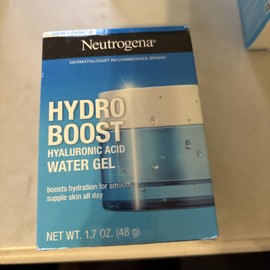 Neutrogena®
DERMATOLOGIST RECOMMENDED BRAND
HYDRO
BOOST
HYALURONIC ACID
WATER GEL
boosts hydration for smooth,
supple skin all day
NET WT. 1.7 OZ. (48 g)